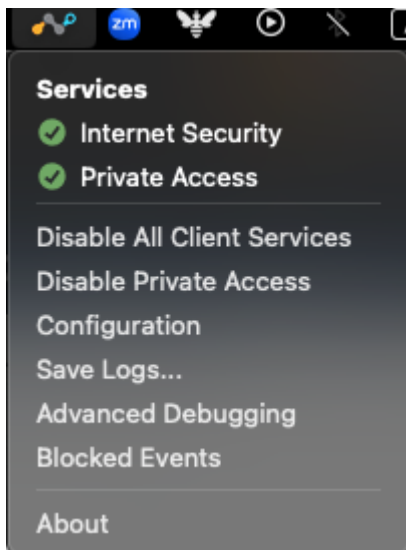 zm
Services
Internet Security
Private Access
Disable All Client Services
Disable Private Access
Configuration
Save Logs...
Advanced Debugging
Blocked Events
About